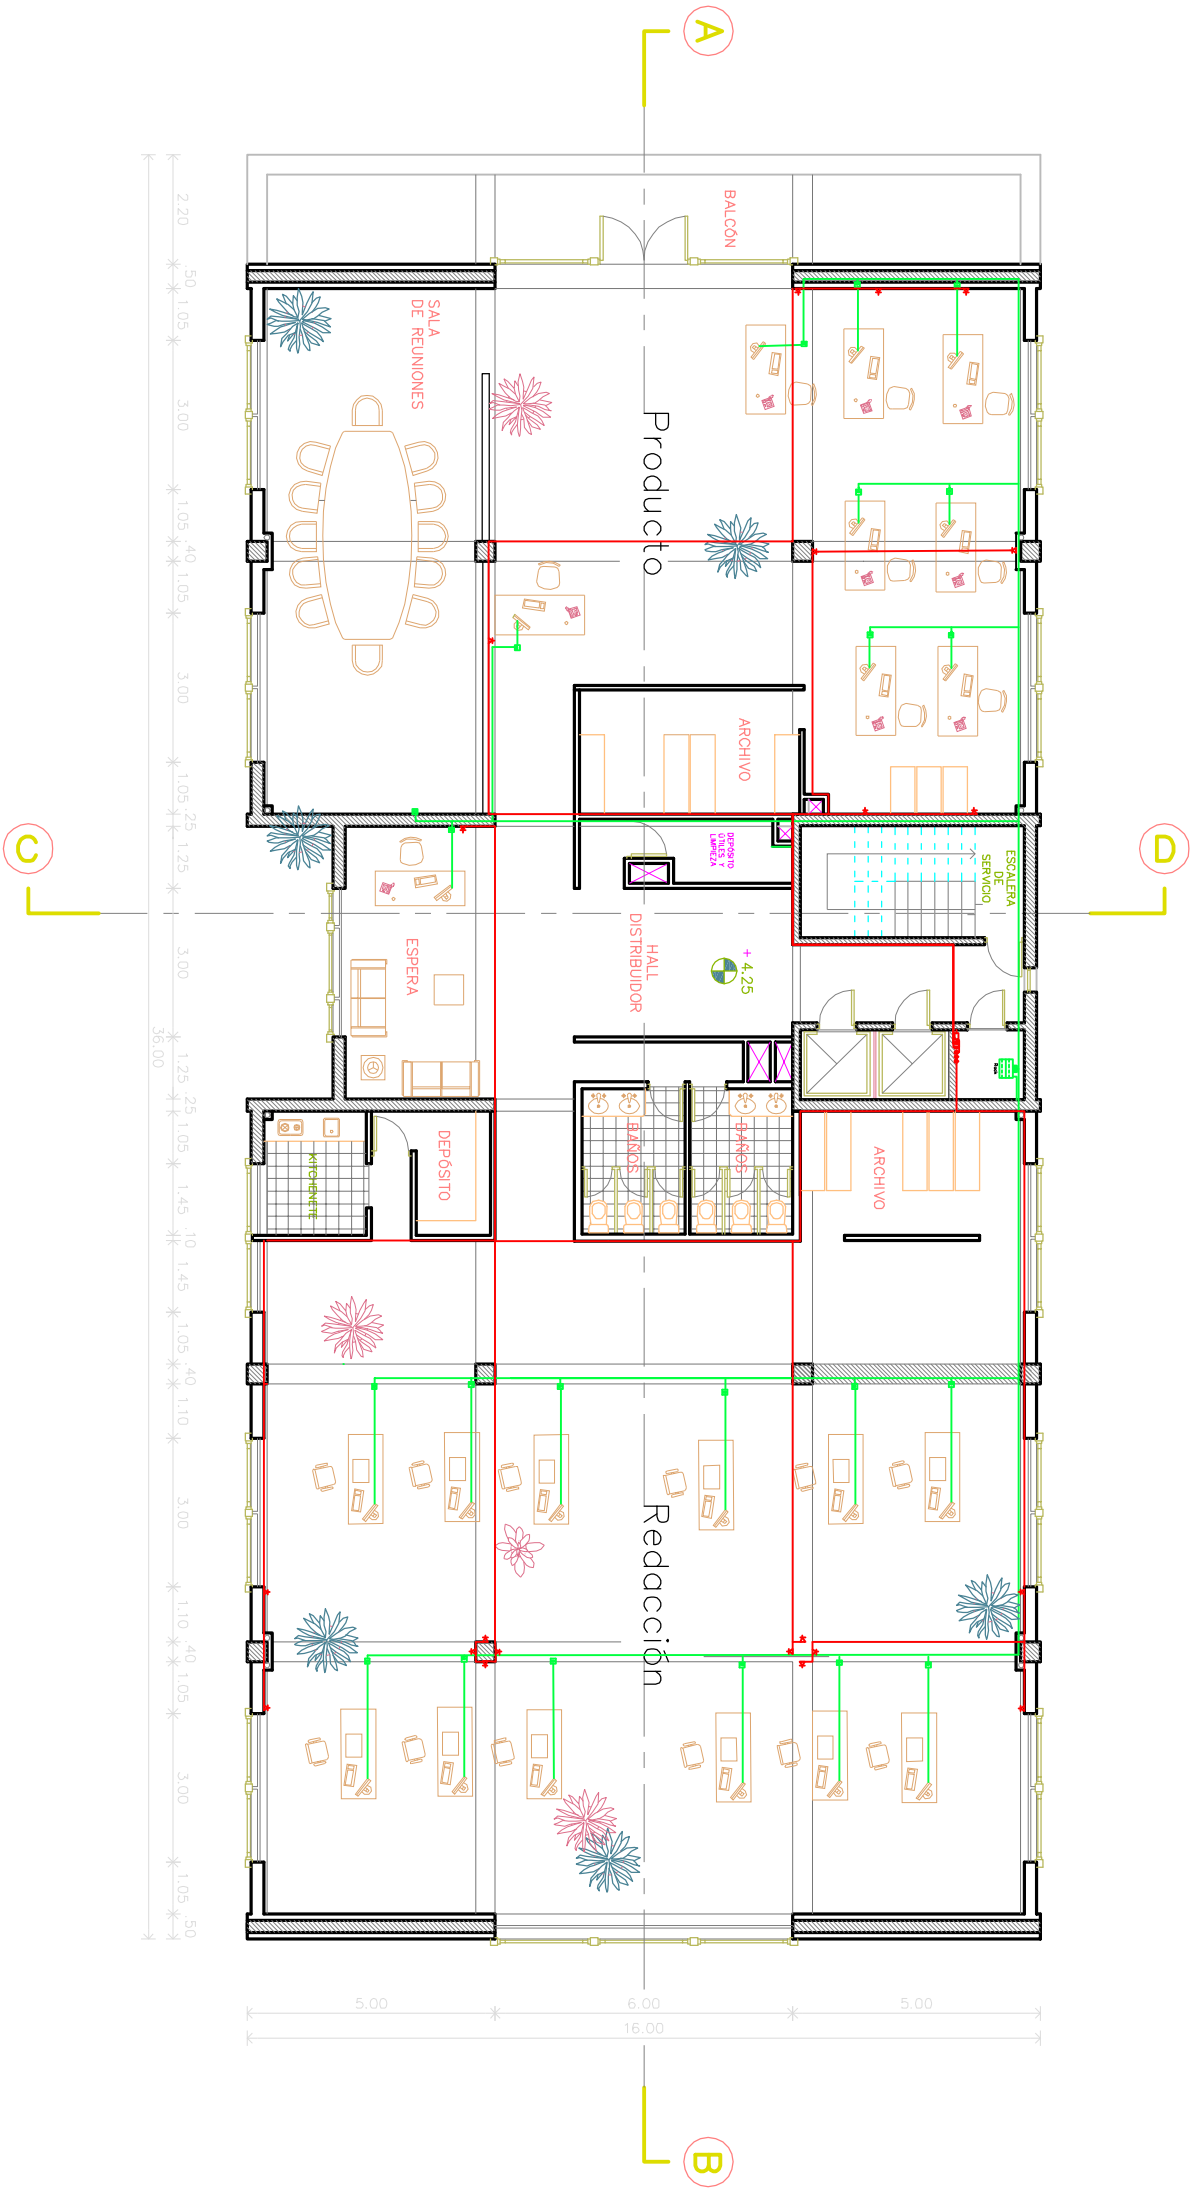 A
BALCÓN
SALA
DE REUNIONES
Producto
ARCHIVO
DEPÓSITO
ÚTILES Y
LIMPIEZA
ESCALERA
DE
SERVICIO
C
D
ESPERA
HALL
DISTRIBUIDOR
+ 4.25
Rack
KITCHENETE
DEPÓSITO
BAÑOS
BAÑOS
ARCHIVO
Redacción
2.20
.50
1.05
3.00
1.05
.40
1.05
3.00
1.05
.25
1.25
3.00
1.25
.25
1.05
1.45
.10
1.45
1.05
.40
1.10
3.00
1.10
.40
1.05
3.00
1.05
.50
36.00
5.00
6.00
5.00
16.00
B